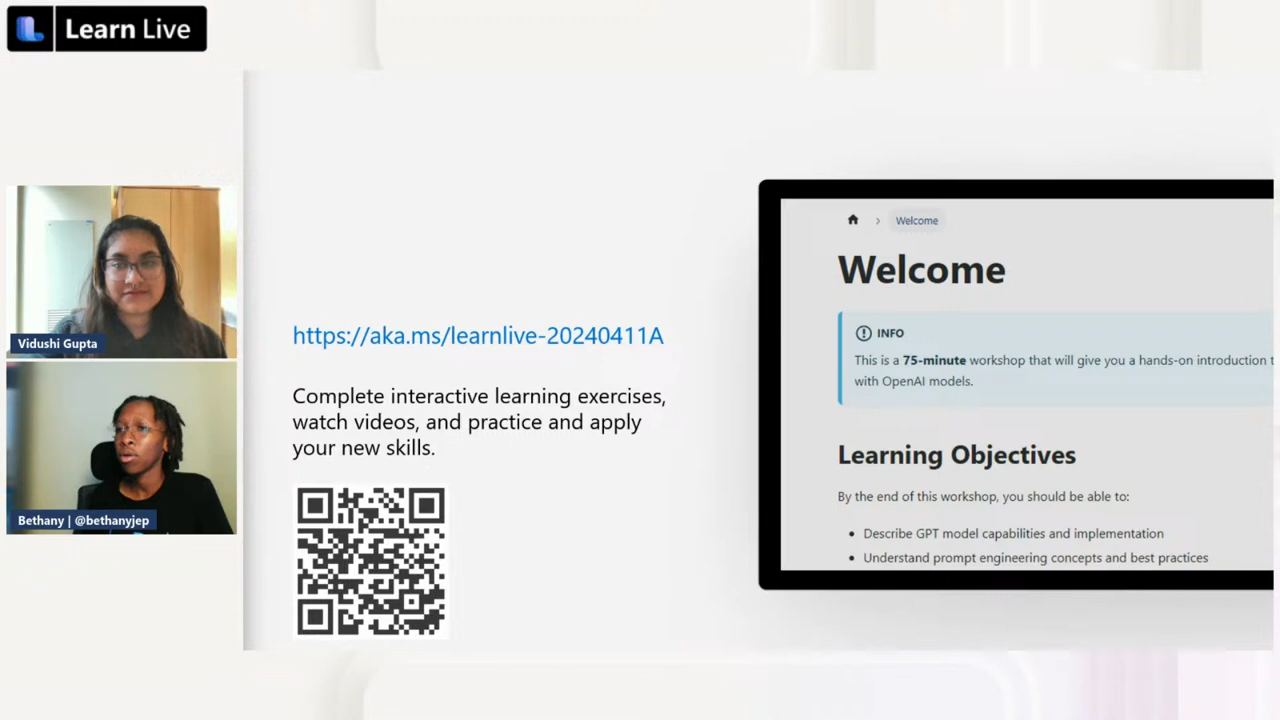 Learn Live
Vidushi Gupta
Bethany | @bethanyjep
https://aka.ms/learnlive-20240411A
Complete interactive learning exercises,
watch videos, and practice and apply
your new skills.
Welcome
Welcome
INFO
This is a 75-minute workshop that will give you a hands-on introduction t
with OpenAI models.
Learning Objectives
By the end of this workshop, you should be able to:
• Describe GPT model capabilities and implementation
• Understand prompt engineering concepts and best practices